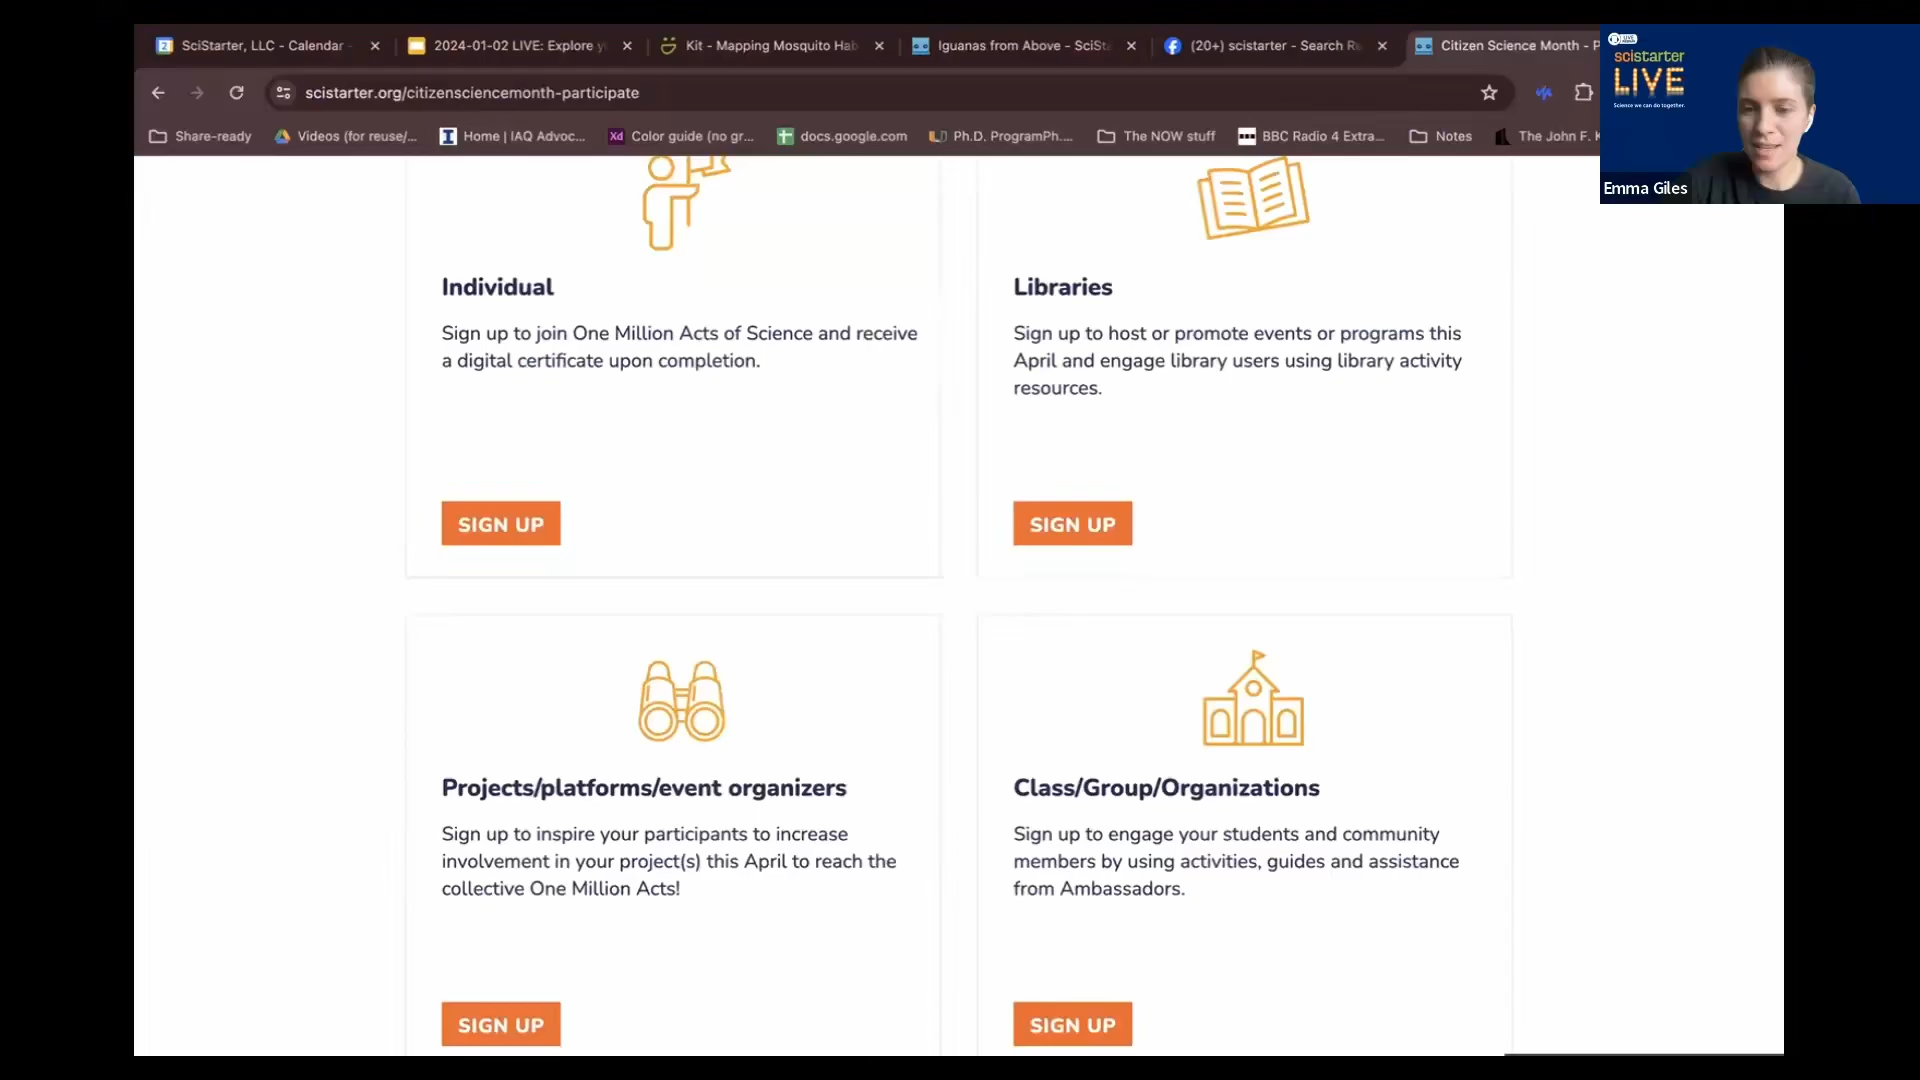 SciStarter, LLC - Calendar -
2024-01-02 LIVE: Explore y
Kit - Mapping Mosquito Hab
Iguanas from Above - SciSta
(20+) scistarter - Search Re
Citizen Science Month - P
scistarter.org/citizensciencemonth-participate
Share-ready
Videos (for reuse/...
Home | IAQ Advoc...
Color guide (no gr...
docs.google.com
Ph.D. ProgramPh....
The NOW stuff
BBC Radio 4 Extra...
Notes
The John F. K
scistarter
LIVE
Science we can do together.
Emma Giles
Individual
Sign up to join One Million Acts of Science and receive
a digital certificate upon completion.
SIGN UP
Libraries
Sign up to host or promote events or programs this
April and engage library users using library activity
resources.
SIGN UP
Projects/platforms/event organizers
Sign up to inspire your participants to increase
involvement in your project(s) this April to reach the
collective One Million Acts!
SIGN UP
Class/Group/Organizations
Sign up to engage your students and community
members by using activities, guides and assistance
from Ambassadors.
SIGN UP